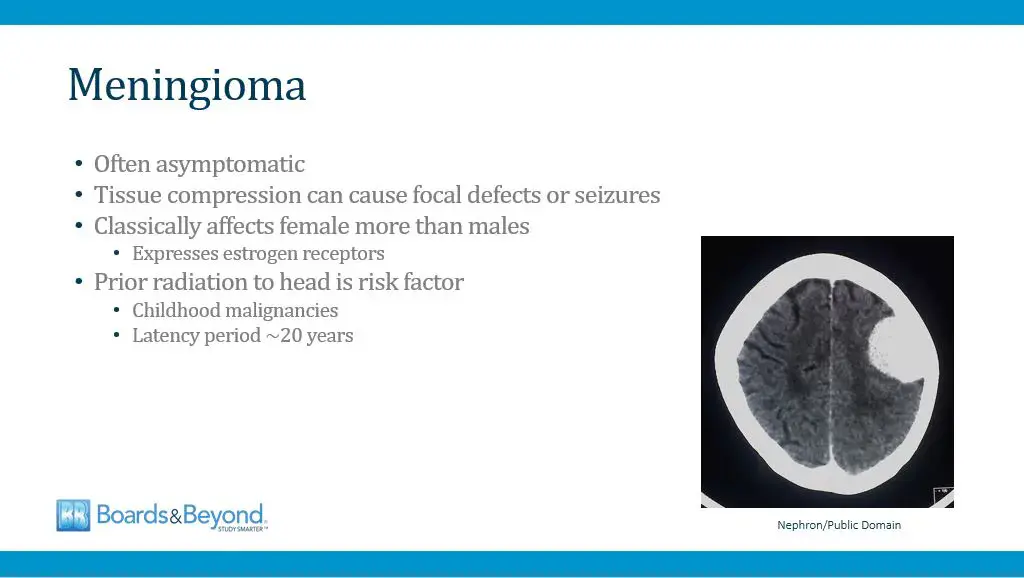 Meningioma
• Often asymptomatic
• Tissue compression can cause focal defects or seizures
• Classically affects female more than males
• Expresses estrogen receptors
• Prior radiation to head is risk factor
• Childhood malignancies
• Latency period ~20 years
BB Boards&Beyond®
STUDY SMARTER™
Nephron/Public Domain